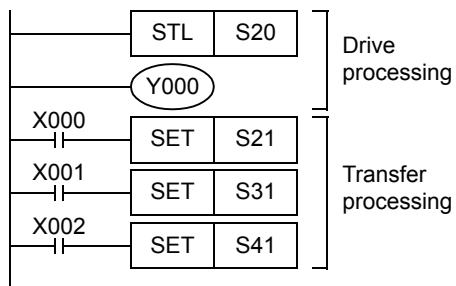 STL S20
Drive
processing
Y000
X000
SET S21
X001
SET S31
Transfer
processing
X002
SET S41